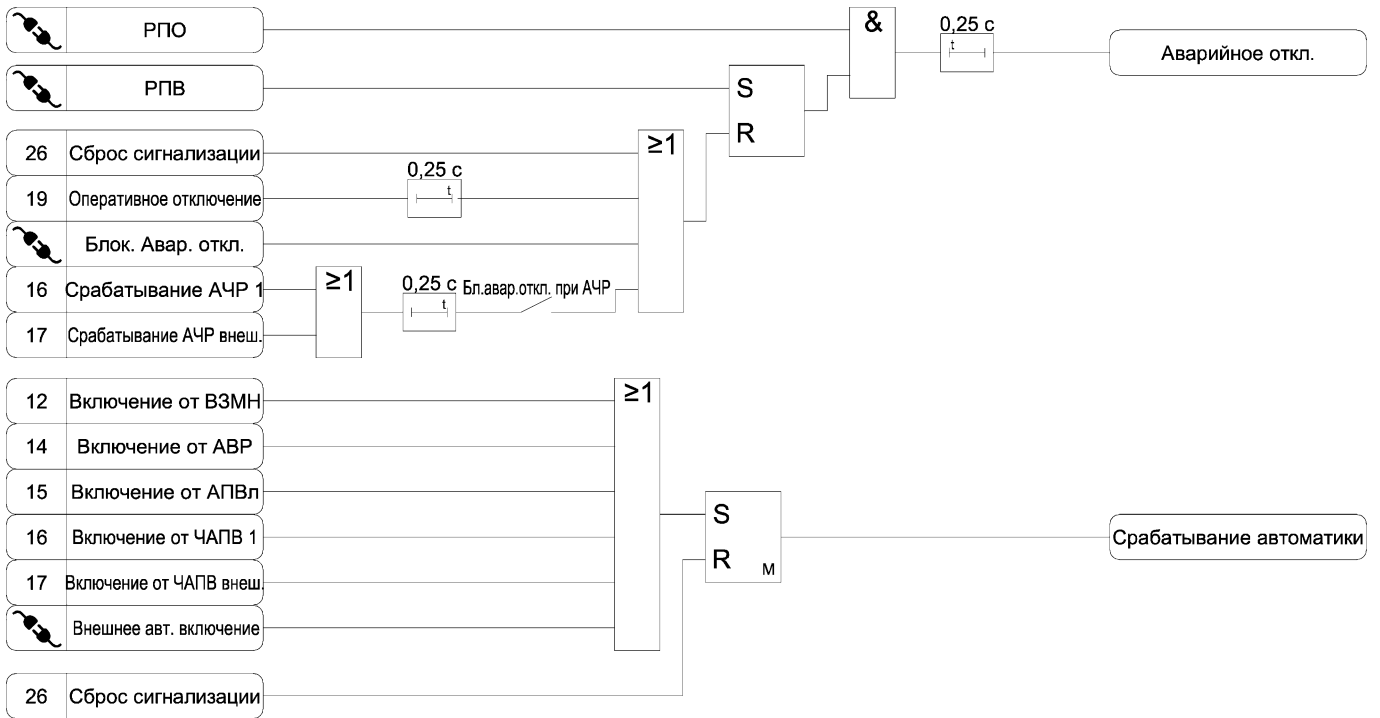 РПО
&
0,25 с
t
Аварийное откл.
РПВ
S
R
26 Сброс сигнализации
≥1
19 Оперативное отключение
0,25 с
t
Блок. Авар. откл.
16 Срабатывание АЧР 1
≥1
0,25 с
t
Бл.авар.откл. при АЧР
17 Срабатывание АЧР внеш.
12 Включение от ВЗМН
≥1
14 Включение от АВР
15 Включение от АПВл
S
R
М
16 Включение от ЧАПВ 1
Срабатывание автоматики
17 Включение от ЧАПВ внеш.
Внешнее авт. включение
26 Сброс сигнализации